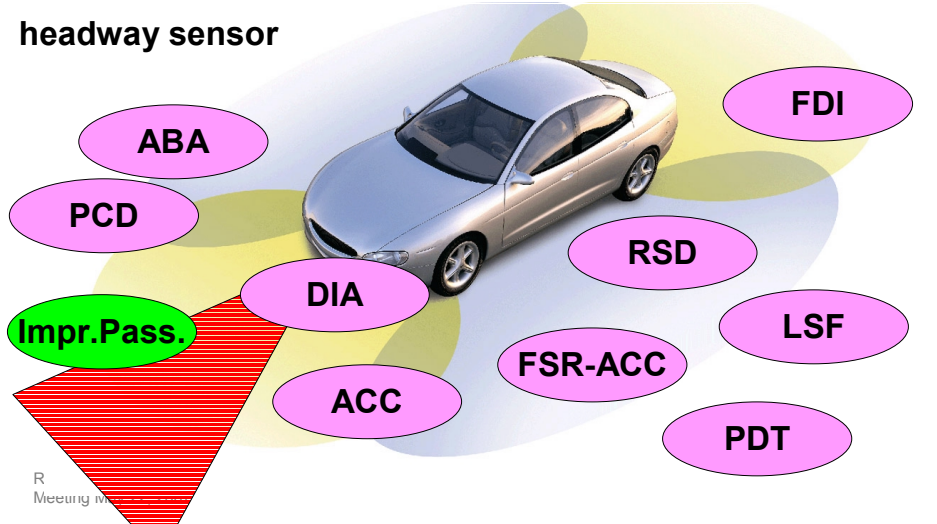 headway sensor
FDI
ABA
PCD
RSD
DIA
Impr.Pass.
LSF
FSR-ACC
ACC
PDT
R
Meeting